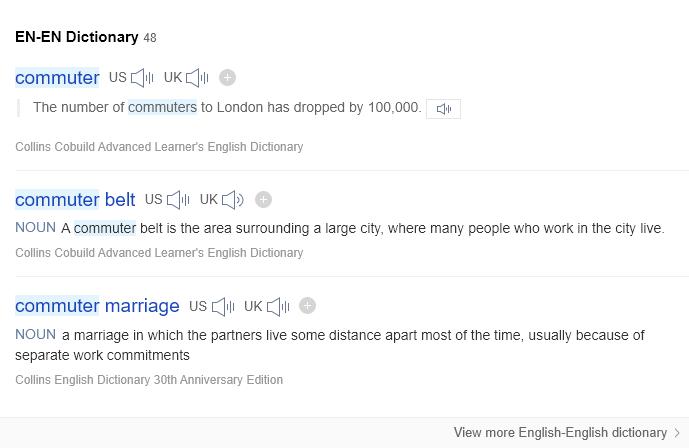 EN-EN Dictionary 48
commuter US UK
The number of commuters to London has dropped by 100,000.
Collins Cobuild Advanced Learner's English Dictionary
commuter belt US UK
NOUN A commuter belt is the area surrounding a large city, where many people who work in the city live.
Collins Cobuild Advanced Learner's English Dictionary
commuter marriage US UK
NOUN a marriage in which the partners live some distance apart most of the time, usually because of
separate work commitments
Collins English Dictionary 30th Anniversary Edition
View more English-English dictionary